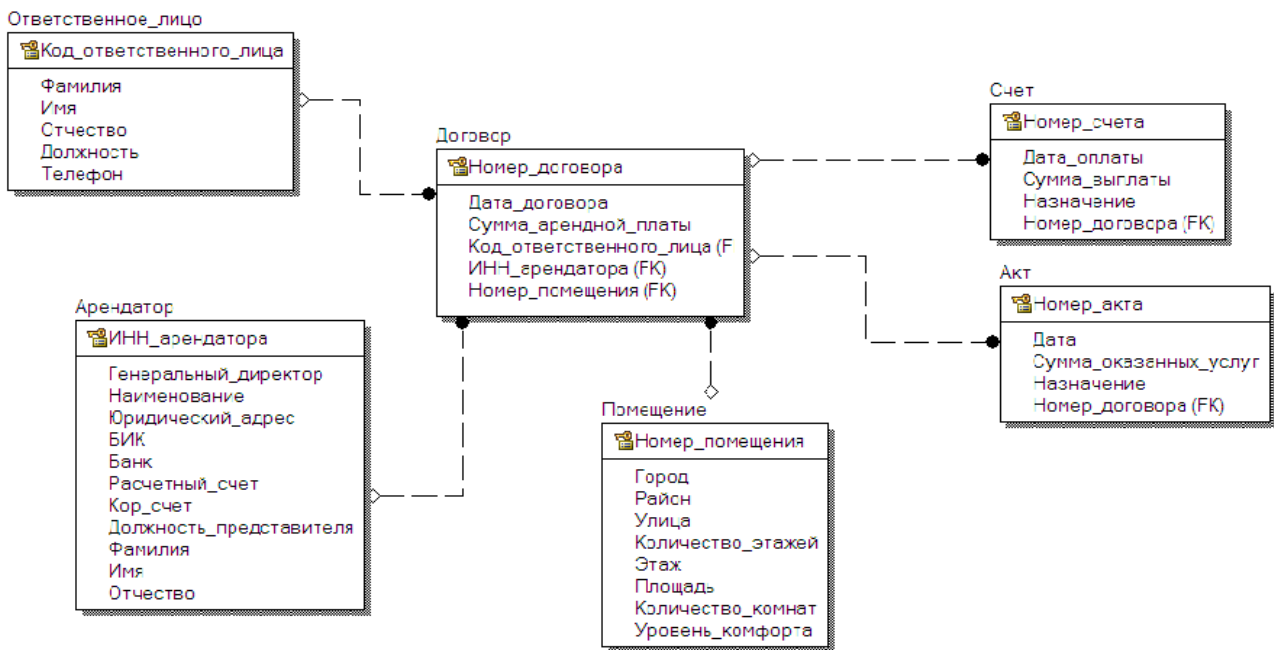 Ответственное_лицо
Код_ответственного_лица
Фамилия
Имя
Отчество
Должность
Телефон
Договор
Номер_договора
Дата_договора
Сумма_арендной_платы
Код_ответственного_лица (F
ИНН_арендатора (FK)
Номер_помещения (FK)
Счет
Номер_счета
Дата_оплаты
Сумма_выплаты
Назначение
Номер_договора (FK)
Акт
Номер_акта
Дата
Сумма_оказанных_услуг
Назначение
Номер_договора (FK)
Арендатор
ИНН_арендатора
Генеральный_директор
Наименование
Юридический_адрес
БИК
Банк
Расчетный_счет
Кор_счет
Должность_представителя
Фамилия
Имя
Отчество
Помещение
Номер_помещения
Город
Район
Улица
Количество_этажей
Этаж
Площадь
Количество_комнат
Уровень_комфорта